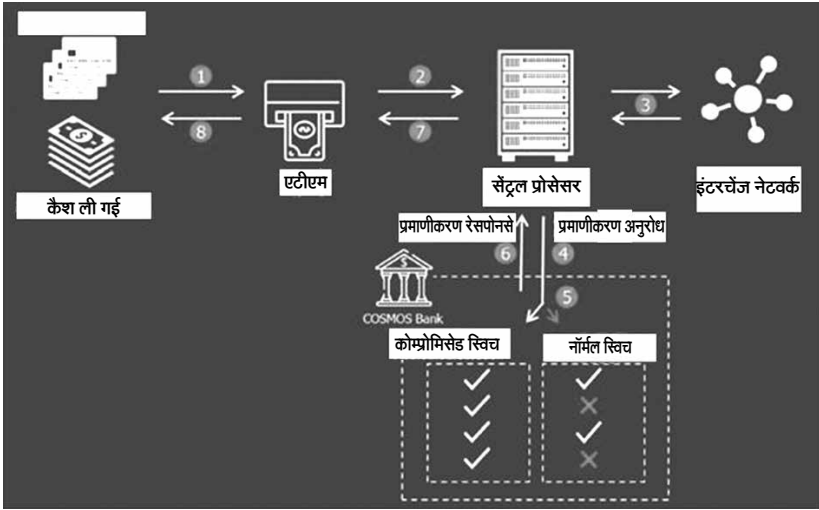 1
2
3
8
7
एटीएम
सेंट्रल प्रोसेसर
इंटरचेंज नेटवर्क
कैश ली गई
प्रमाणीकरण रेसपोनसे
प्रमाणीकरण अनुरोध
6
4
5
COSMOS Bank
कोम्प्रोमिसेड स्विच
नॉर्मल स्विच